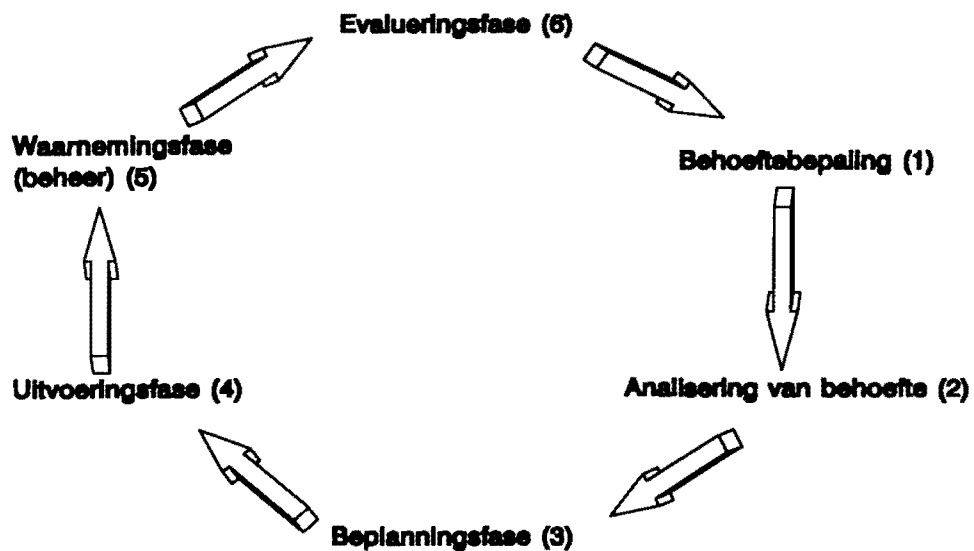 Evalueringsfase (6)
Waarnemingsfase
(beheer) (5)
Behoeftebepaling (1)
Uitvoeringsfase (4)
Analisering van behoefte (2)
Beplanningsfase (3)